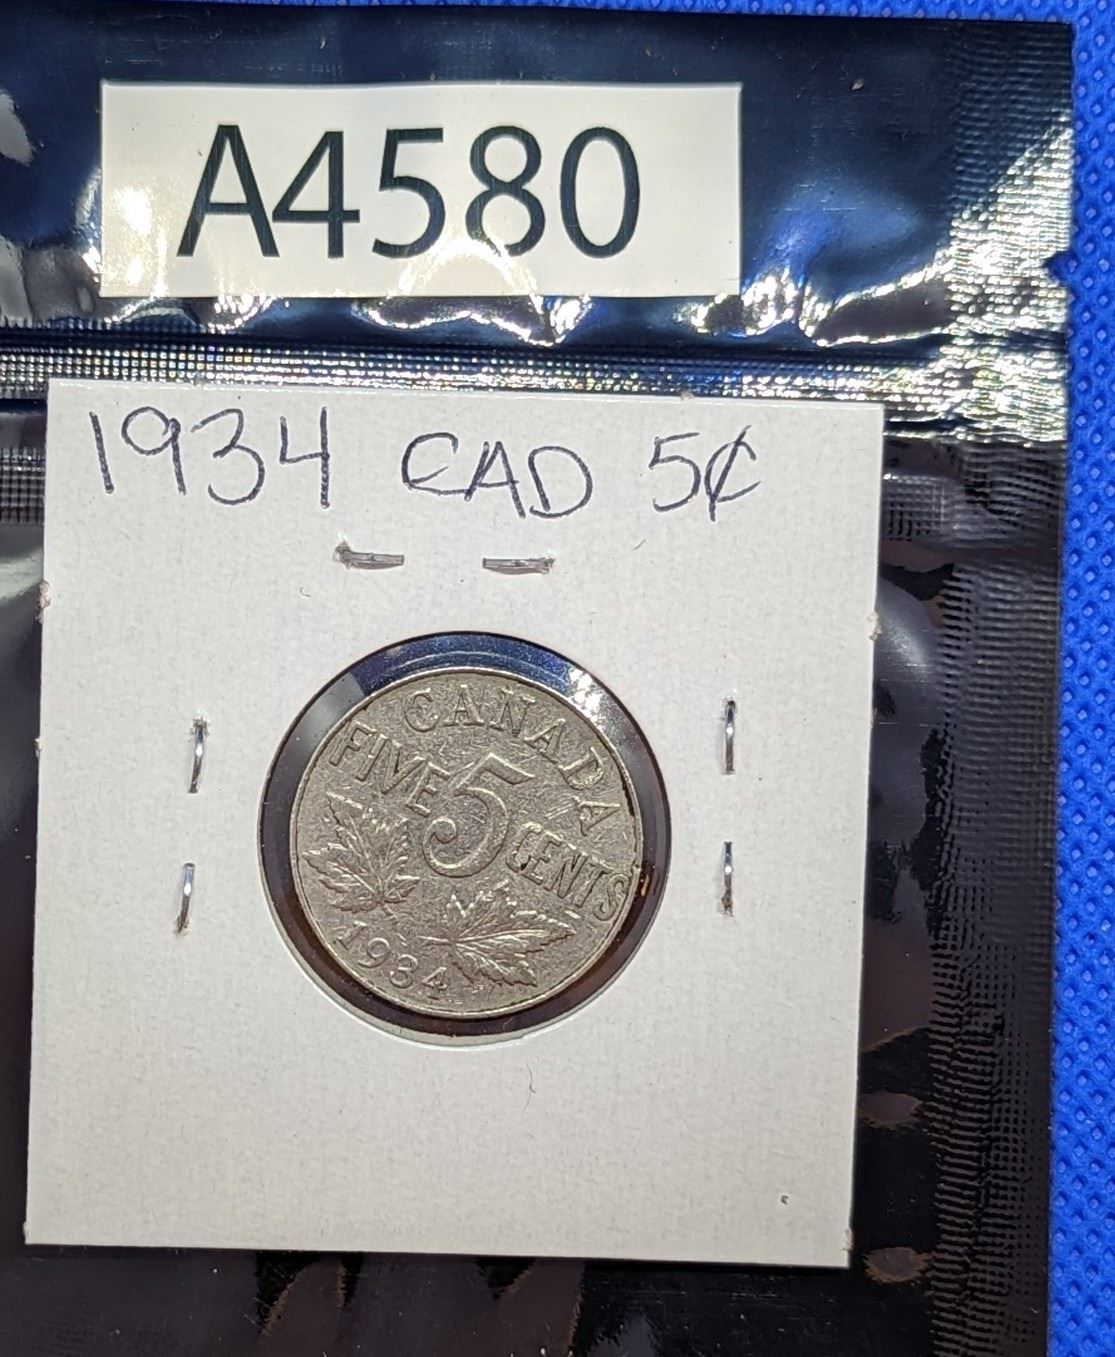 A4580
1934 CAD 5¢
CANADA
FIVE 5 CENTS
1934